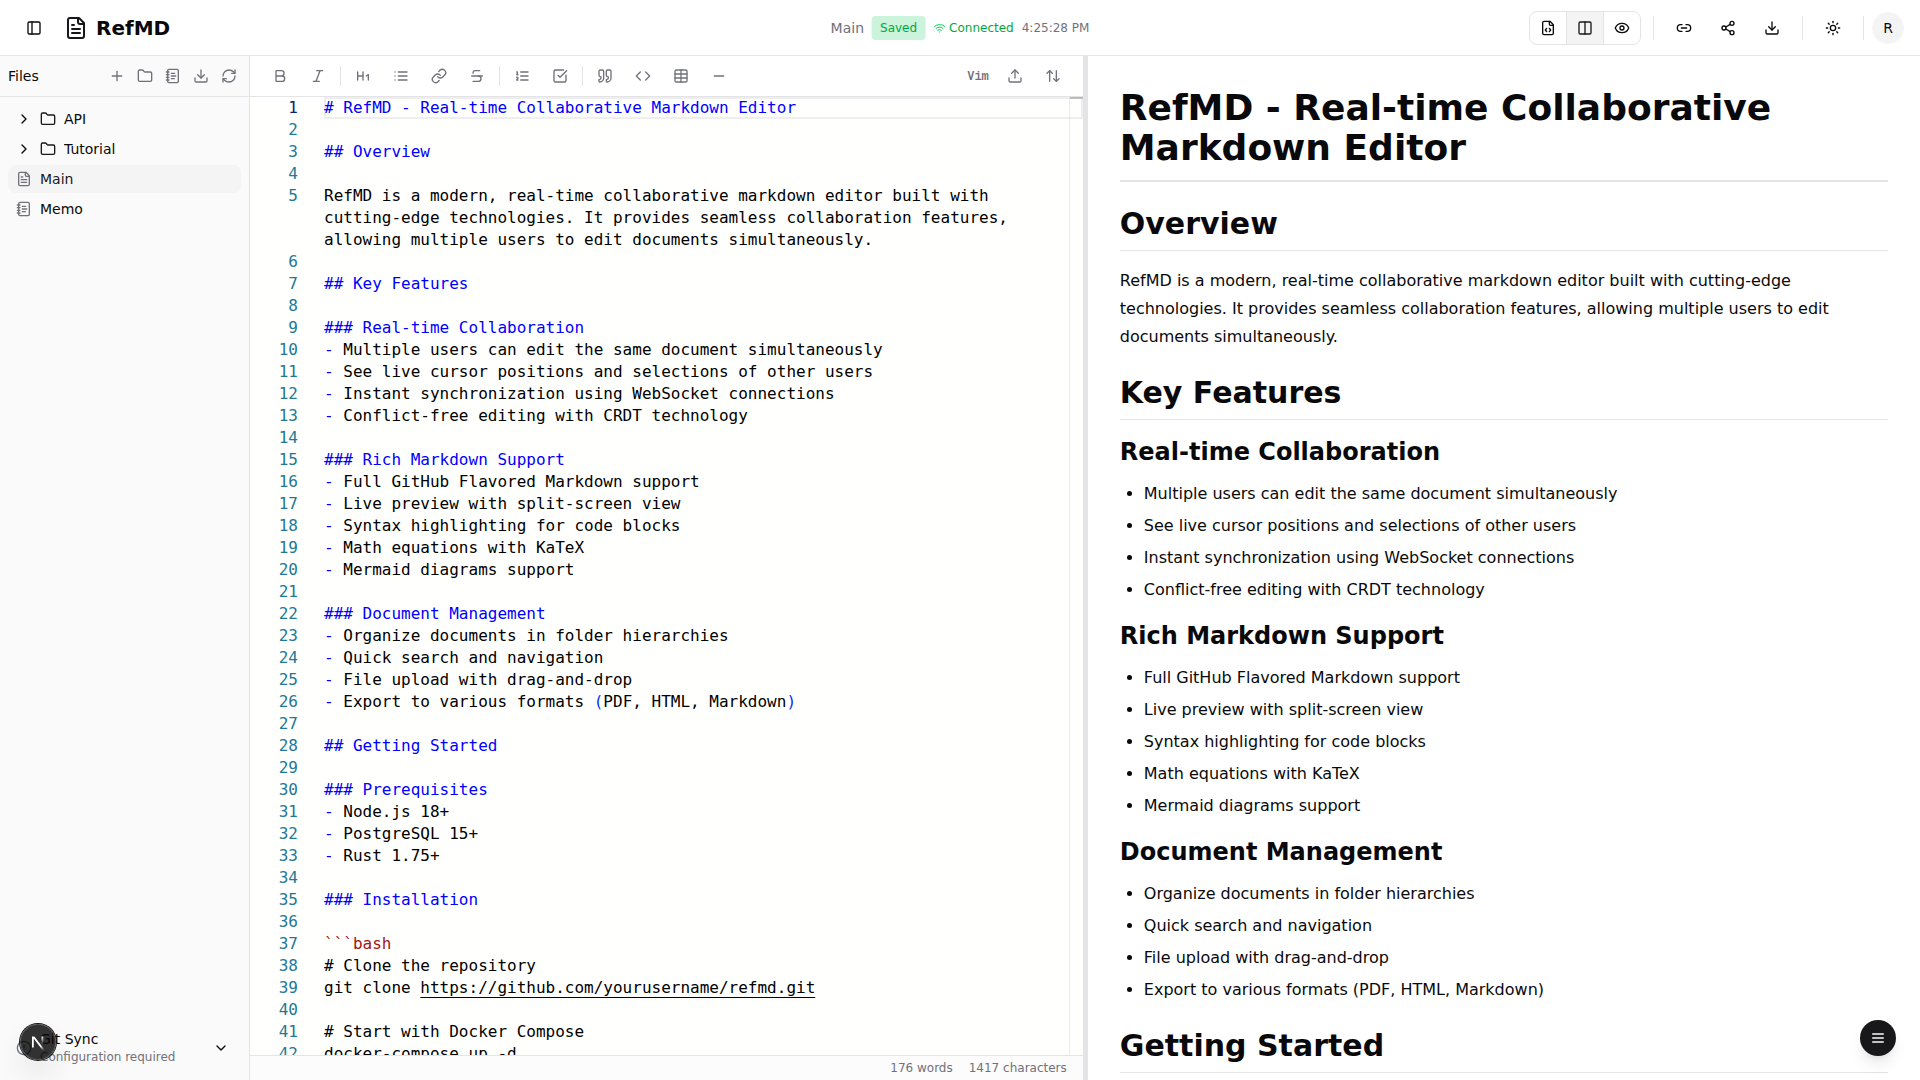 RefMD
Main Saved Connected 4:25:28 PM
R
Files
API
Tutorial
Main
Memo
Git Sync
Configuration required
Vim
1 # RefMD - Real-time Collaborative Markdown Editor
2
3 ## Overview
4
5 RefMD is a modern, real-time collaborative markdown editor built with
cutting-edge technologies. It provides seamless collaboration features,
allowing multiple users to edit documents simultaneously.
6
7 ## Key Features
8
9 ### Real-time Collaboration
10 - Multiple users can edit the same document simultaneously
11 - See live cursor positions and selections of other users
12 - Instant synchronization using WebSocket connections
13 - Conflict-free editing with CRDT technology
14
15 ### Rich Markdown Support
16 - Full GitHub Flavored Markdown support
17 - Live preview with split-screen view
18 - Syntax highlighting for code blocks
19 - Math equations with KaTeX
20 - Mermaid diagrams support
21
22 ### Document Management
23 - Organize documents in folder hierarchies
24 - Quick search and navigation
25 - File upload with drag-and-drop
26 - Export to various formats (PDF, HTML, Markdown)
27
28 ## Getting Started
29
30 ### Prerequisites
31 - Node.js 18+
32 - PostgreSQL 15+
33 - Rust 1.75+
34
35 ### Installation
36
37 ```bash
38 # Clone the repository
39 git clone https://github.com/yourusername/refmd.git
40
41 # Start with Docker Compose
42 docker-compose up -d
176 words 1417 characters
RefMD - Real-time Collaborative
Markdown Editor
Overview
RefMD is a modern, real-time collaborative markdown editor built with cutting-edge
technologies. It provides seamless collaboration features, allowing multiple users to edit
documents simultaneously.
Key Features
Real-time Collaboration
• Multiple users can edit the same document simultaneously
• See live cursor positions and selections of other users
• Instant synchronization using WebSocket connections
• Conflict-free editing with CRDT technology
Rich Markdown Support
• Full GitHub Flavored Markdown support
• Live preview with split-screen view
• Syntax highlighting for code blocks
• Math equations with KaTeX
• Mermaid diagrams support
Document Management
• Organize documents in folder hierarchies
• Quick search and navigation
• File upload with drag-and-drop
• Export to various formats (PDF, HTML, Markdown)
Getting Started